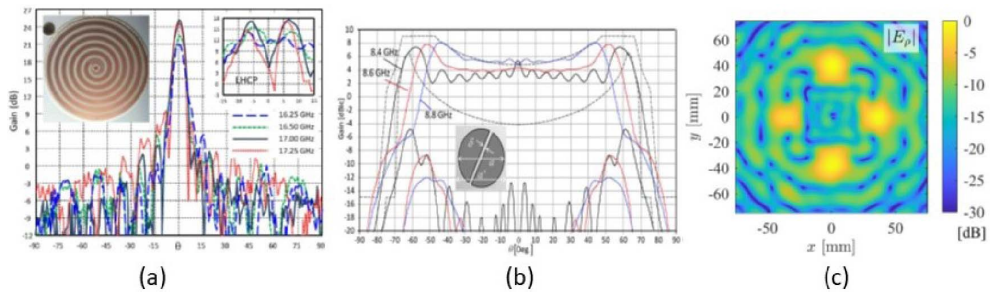 27
24
21
18
15
12
9
6
3
0
-3
-6
-9
-12
Gain (dB)
LHCP
16.25 GHz
16.50 GHz
17.00 GHz
17.25 GHz
-90 -75 -60 -45 -30 -15 0 15 30 45 60 75 90
θ
(a)
10
8
6
4
2
0
-2
-4
-6
-8
-10
-12
-14
-16
-18
-20
Gain [dBic]
8.4 GHz
8.6 GHz
8.8 GHz
-90 -80 -70 -60 -50 -40 -30 -20 -10 0 10 20 30 40 50 60 70 80 90
θ[Deg]
(b)
|Eρ|
60
40
20
0
-20
-40
-60
y [mm]
-50 0 50
x [mm]
0
-5
-10
-15
-20
-25
-30
[dB]
(c)